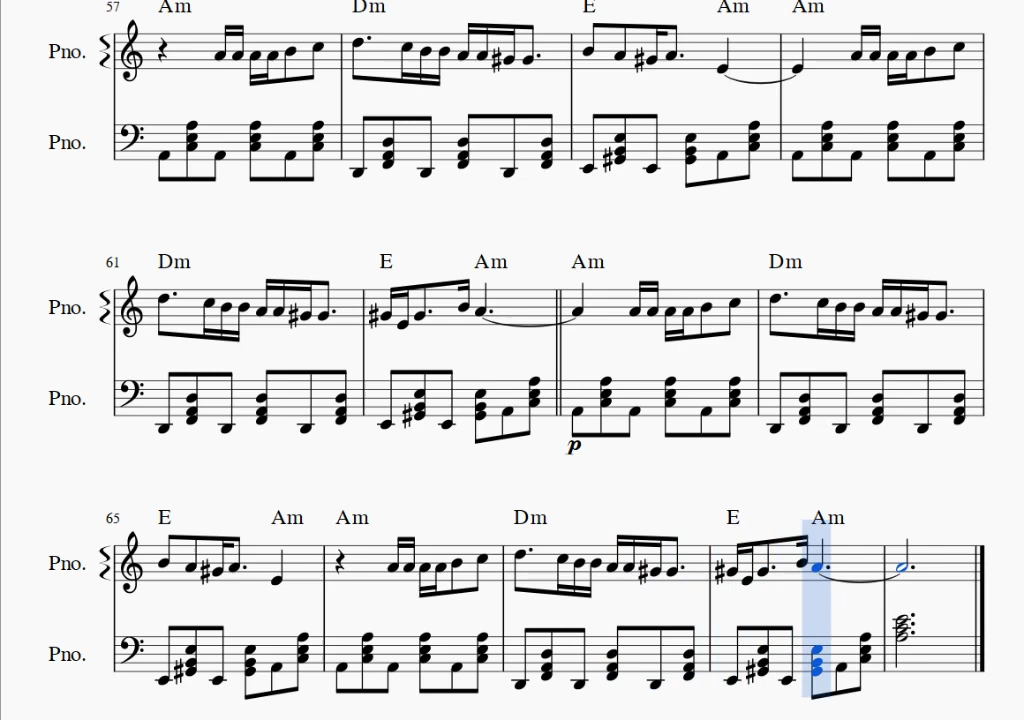 57 Am Dm E Am Am
Pno.
Pno.
61 Dm E Am Am Dm
Pno.
Pno.
p
65 E Am Am Dm E Am
Pno.
Pno.